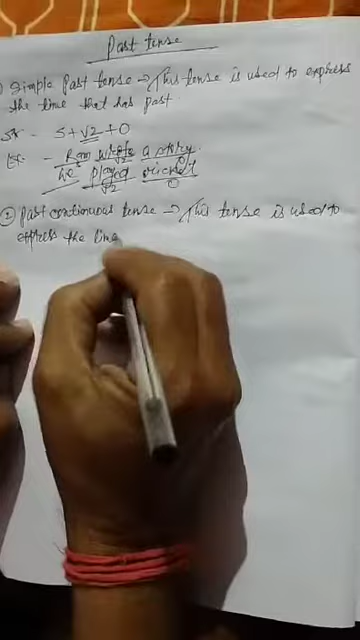 Past tense
1) Simple Past tense → This tense is used to express
the time that has past.
St - S + V2 + O
Ex - Ram wrote a story.
V2 O
He played cricket
V2 O
② Past continuous tense → This tense is used to
express the time